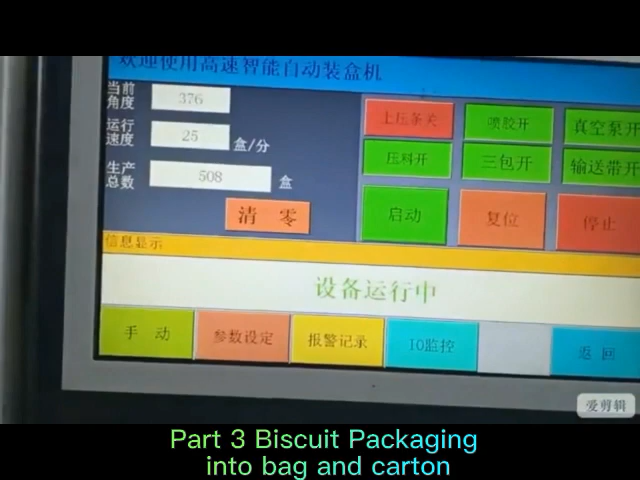 欢迎使用高速智能自动装盒机
当前
角度
376
上压条关
喷胶开
真空泵开
运行
速度
25
盒/分
压料开
三包开
输送带开
生产
总数
508
盒
清 零
启动
复位
停止
信息显示
设备运行中
手 动
参数设定
报警记录
IO监控
返 回
爱剪辑
Part 3 Biscuit Packaging
into bag and carton